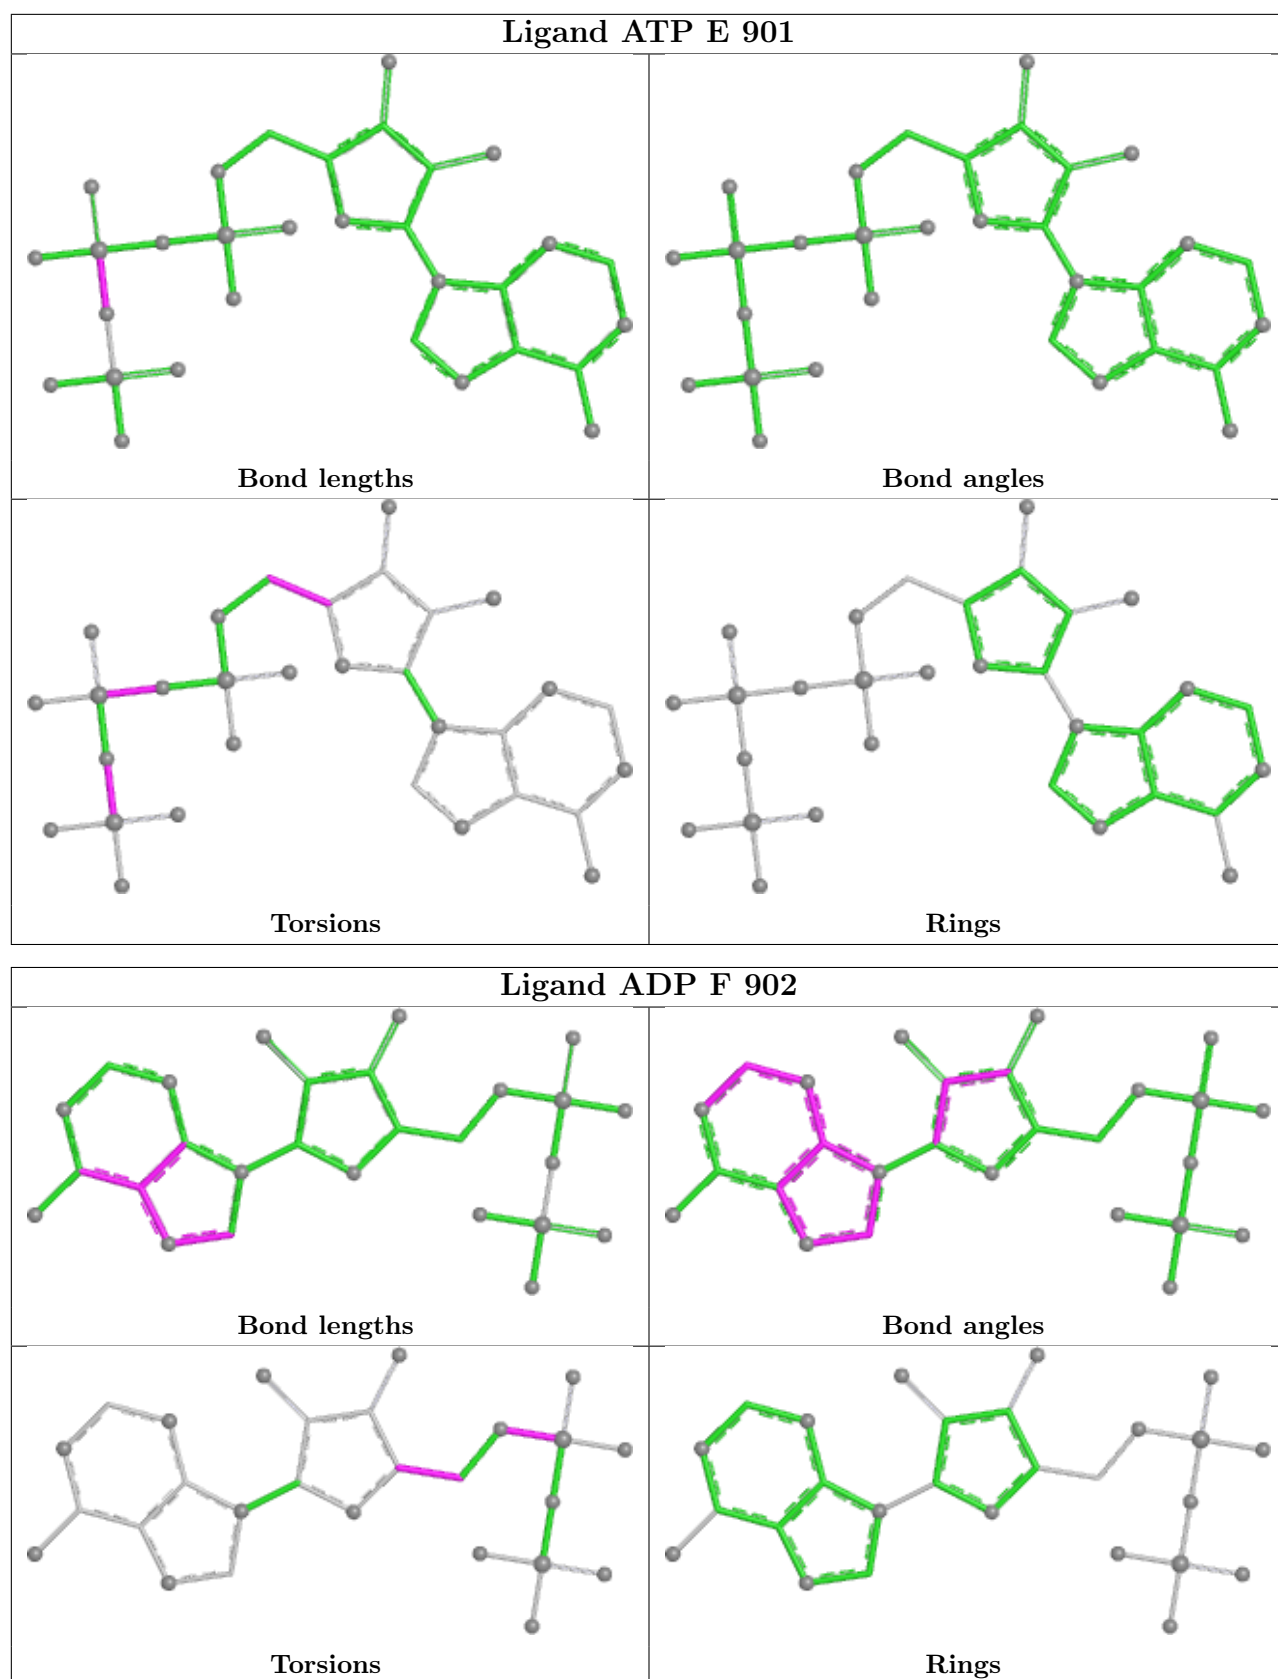 Ligand ATP E 901
Bond lengths
Bond angles
Torsions
Rings
Ligand ADP F 902
Bond lengths
Bond angles
Torsions
Rings